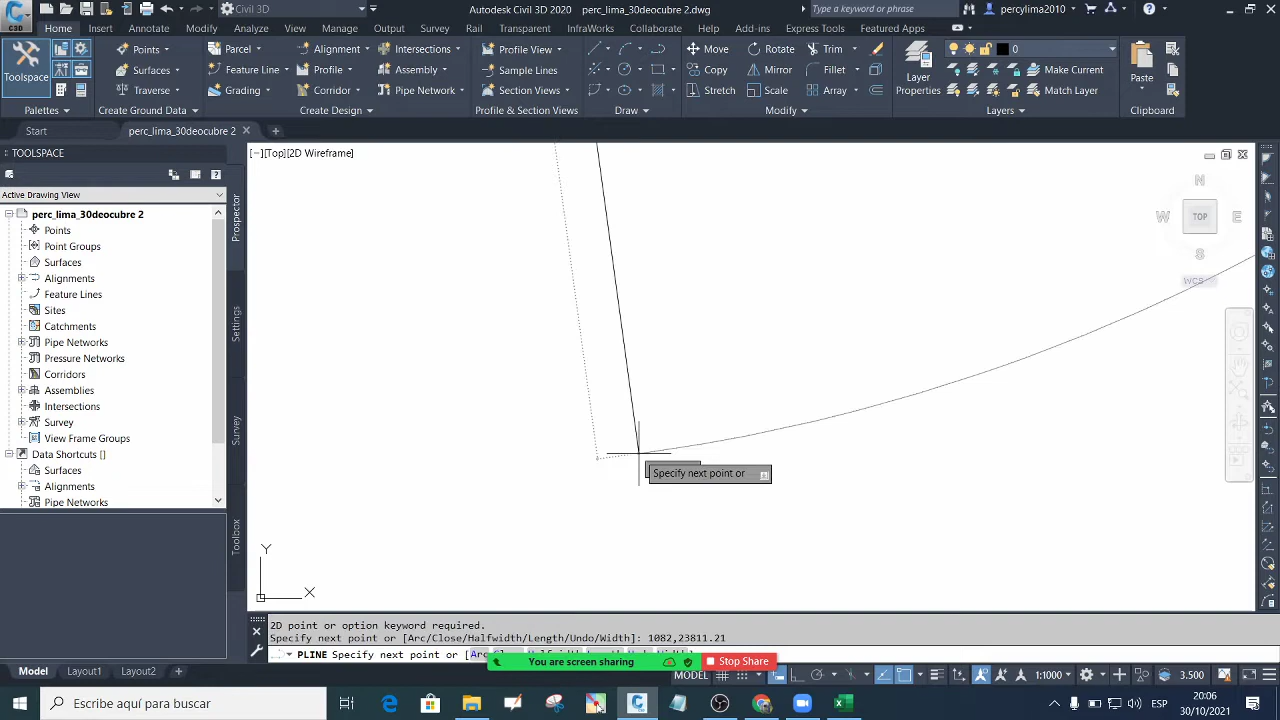 Civil 3D
Autodesk Civil 3D 2021 perc_lima_30deocubre 2.dwg
Type a keyword or phrase
percylima2010
Home Insert Annotate Modify Analyze View Manage Output Survey Rail Transparent InfraWorks Collaborate Help Add-ins Express Tools Featured Apps
Toolspace
Points
Surfaces
Traverse
Parcel
Feature Line
Grading
Alignment
Profile
Corridor
Intersections
Assembly
Pipe Network
Profile View
Sample Lines
Section Views
Move
Copy
Stretch
Rotate
Mirror
Scale
Trim
Fillet
Array
Layer
Properties
0
Make Current
Match Layer
Paste
Palettes
Create Ground Data
Create Design
Profile & Section Views
Draw
Modify
Layers
Clipboard
Start
perc_lima_30deocubre 2
TOOLSPACE
Active Drawing View
perc_lima_30deocubre 2
Points
Point Groups
Surfaces
Alignments
Feature Lines
Sites
Catchments
Pipe Networks
Pressure Networks
Corridors
Assemblies
Intersections
Survey
View Frame Groups
Data Shortcuts []
Surfaces
Alignments
Pipe Networks
Prospector
Settings
Survey
Toolbox
[−][Top][2D Wireframe]
N
W
TOP
E
S
WCS
Specify next point or
Y
X
2D point or option keyword required.
Specify next point or [Arc/Close/Halfwidth/Length/Undo/Width]: 1082,23811.21
PLINE Specify next point or [Arc
You are screen sharing
Stop Share
Model
Layout1
Layout2
MODEL
1:1000
3.500
Escribe aquí para buscar
ESP
20:06
30/10/2021